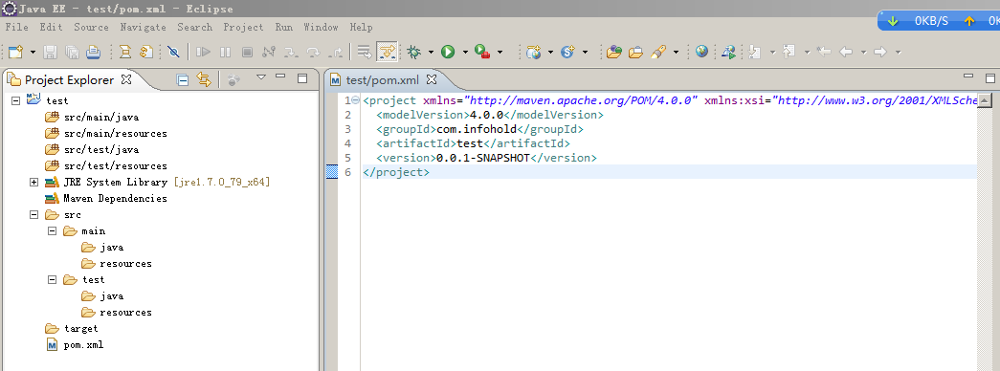 Java EE - test/pom.xml - Eclipse
File Edit Source Navigate Search Project Run Window Help
0KB/S 0K
Project Explorer
test
src/main/java
src/main/resources
src/test/java
src/test/resources
JRE System Library [jre1.7.0_79_x64]
Maven Dependencies
src
main
java
resources
test
java
resources
target
pom.xml
test/pom.xml
1 <project xmlns="http://maven.apache.org/POM/4.0.0" xmlns:xsi="http://www.w3.org/2001/XMLSche
2 <modelVersion>4.0.0</modelVersion>
3 <groupId>com.infohold</groupId>
4 <artifactId>test</artifactId>
5 <version>0.0.1-SNAPSHOT</version>
6 </project>